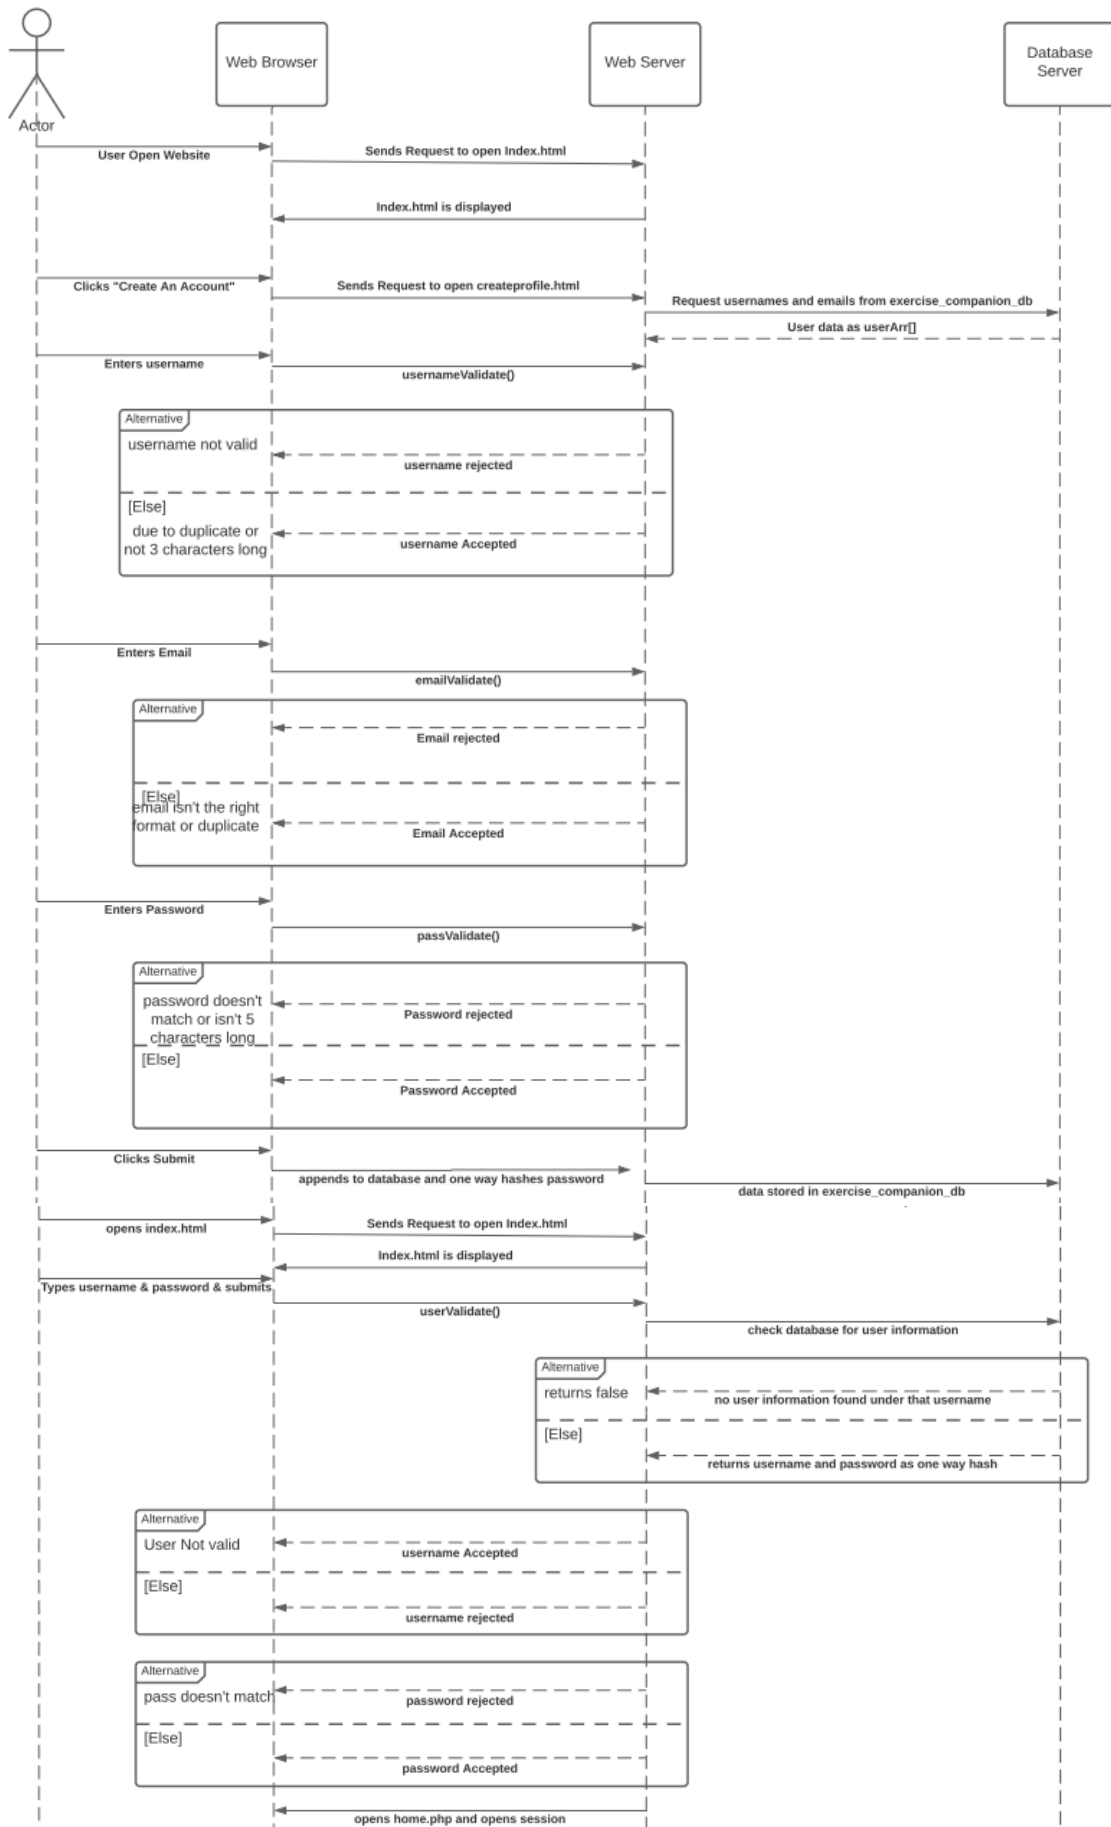 Actor
Web Browser
Web Server
Database
Server
User Open Website
Sends Request to open Index.html
Index.html is displayed
Clicks "Create An Account"
Sends Request to open createprofile.html
Request usernames and emails from exercise_companion_db
User data as userArr[]
Enters username
usernameValidate()
Alternative
username not valid
username rejected
[Else]
due to duplicate or
not 3 characters long
username Accepted
Enters Email
emailValidate()
Alternative
Email rejected
[Else]
email isn't the right
format or duplicate
Email Accepted
Enters Password
passValidate()
Alternative
password doesn't
match or isn't 5
characters long
Password rejected
[Else]
Password Accepted
Clicks Submit
appends to database and one way hashes password
data stored in exercise_companion_db
opens index.html
Sends Request to open Index.html
Index.html is displayed
Types username & password & submits
userValidate()
check database for user information
Alternative
returns false
no user information found under that username
[Else]
returns username and password as one way hash
Alternative
User Not valid
username Accepted
[Else]
username rejected
Alternative
pass doesn't match
password rejected
[Else]
password Accepted
opens home.php and opens session